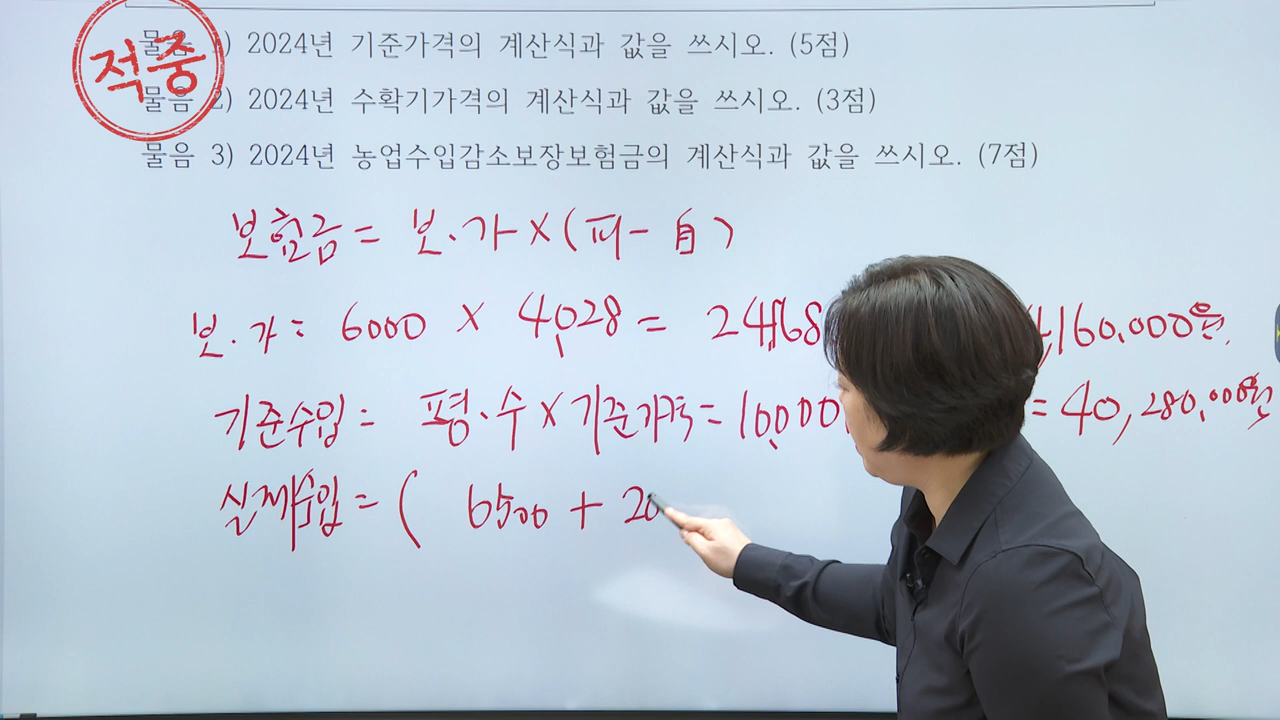 적중
물음 1) 2024년 기준가격의 계산식과 값을 쓰시오. (5점)
물음 2) 2024년 수확기가격의 계산식과 값을 쓰시오. (3점)
물음 3) 2024년 농업수입감소보장보험금의 계산식과 값을 쓰시오. (7점)
보험금 = 보.가 × (피 - 自)
보.가 = 6000 × 4,028 = 24,168 160,000원
기준수입 = 평.수 × 기준가격 = 10,000 = 40,280,000원
실제수입 = ( 6500 + 20